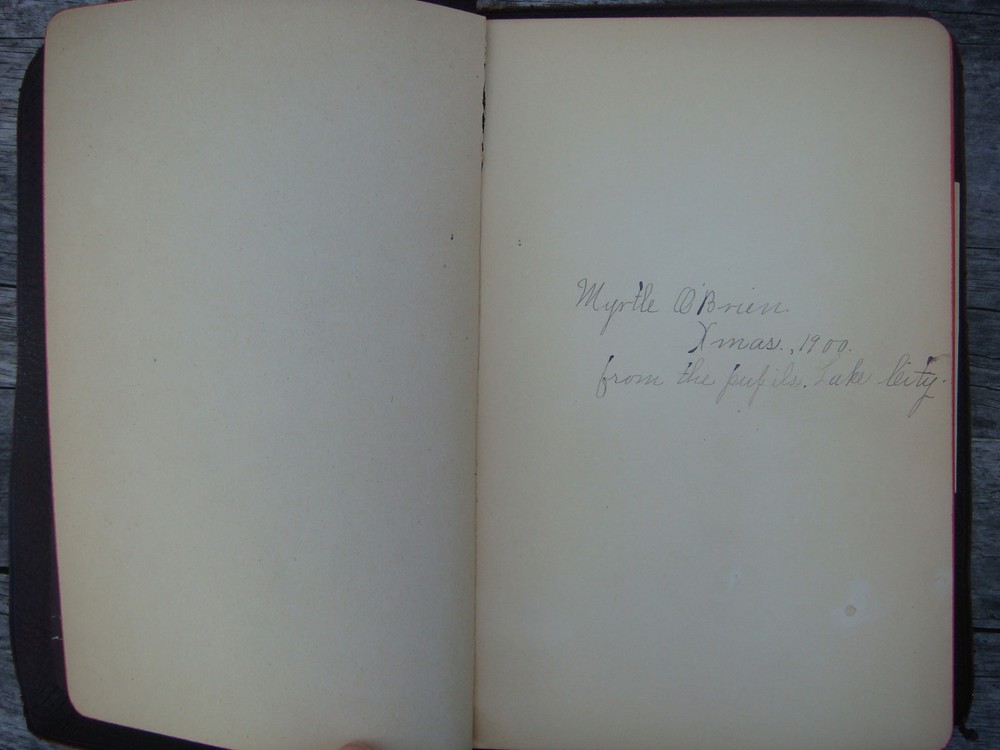 Myrtle O'Brien
Xmas., 1900.
from the pupils. Lake City.